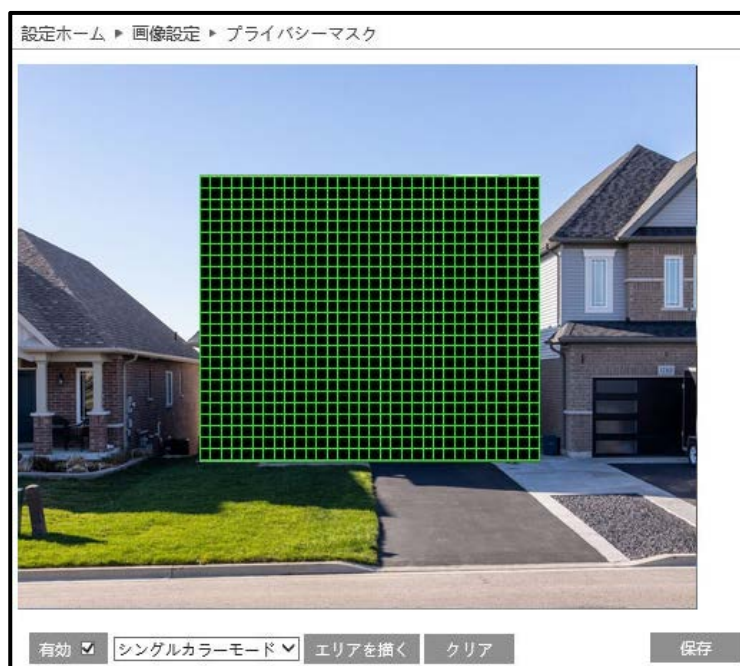 設定ホーム ▶ 画像設定 ▶ プライバシーマスク
有効 シングルカラーモード エリアを描く クリア 保存